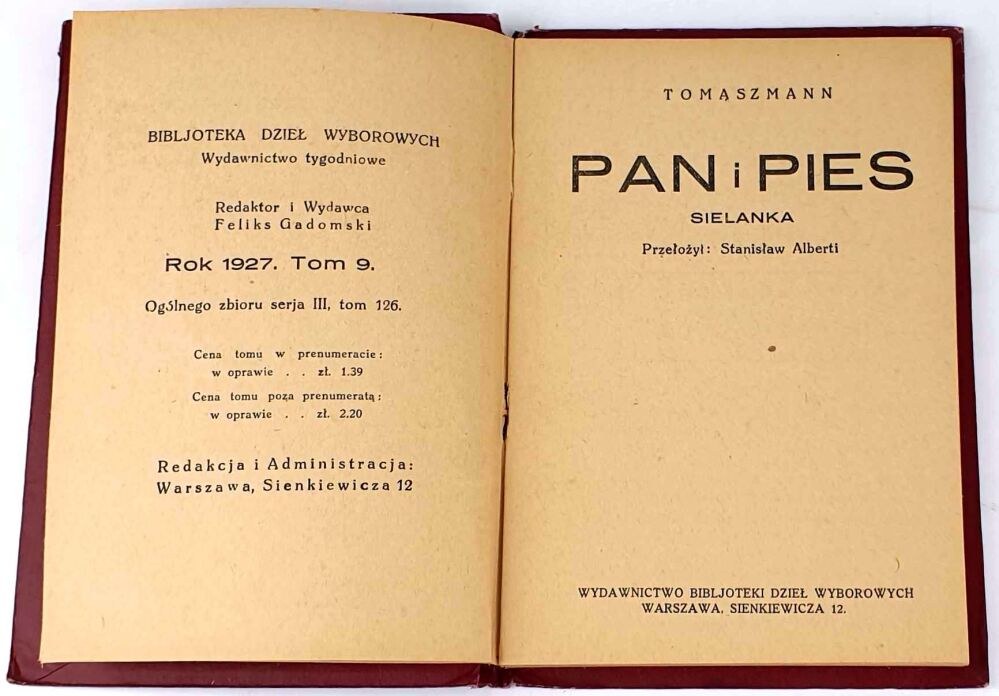 BIBLJOTEKA DZIEŁ WYBOROWYCH
Wydawnictwo tygodniowe
Redaktor i Wydawca
Feliks Gadomski
Rok 1927. Tom 9.
Ogólnego zbioru serja III, tom 126.
Cena tomu w prenumeracie:
w oprawie . . zł. 1.39
Cena tomu poza prenumeratą:
w oprawie . . zł. 2.20
Redakcja i Administracja:
Warszawa, Sienkiewicza 12
TOMASZ MANN
PAN i PIES
SIELANKA
Przełożył: Stanisław Alberti
WYDAWNICTWO BIBLJOTEKI DZIEŁ WYBOROWYCH
WARSZAWA, SIENKIEWICZA 12.